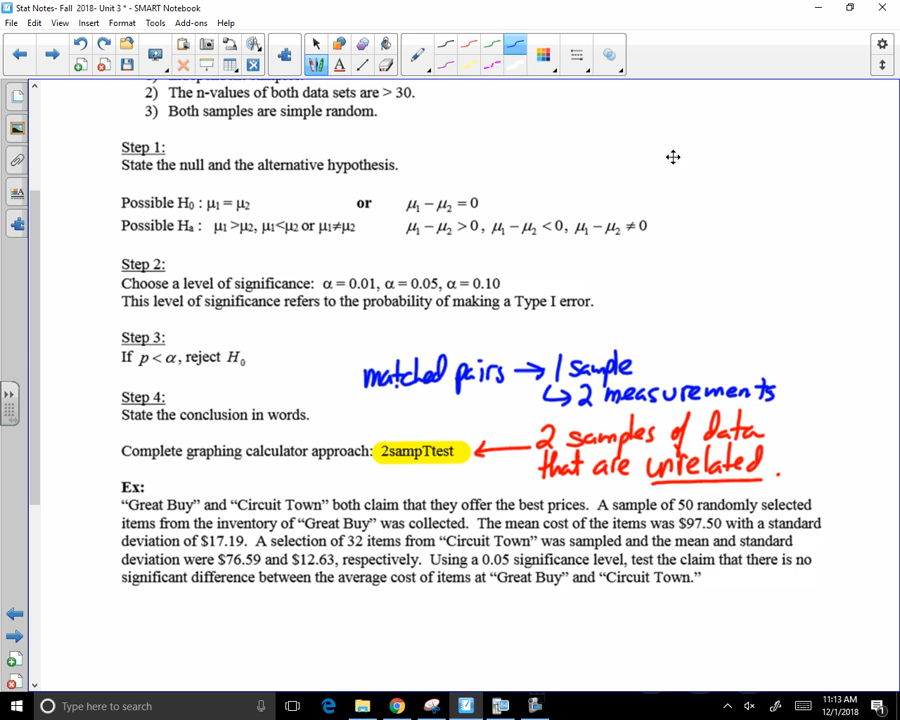 Stat Notes- Fall 2018- Unit 3 * - SMART Notebook
File Edit View Insert Format Tools Add-ons Help
2) The n-values of both data sets are > 30.
3) Both samples are simple random.
Step 1:
State the null and the alternative hypothesis.
Possible H₀ : μ1 = μ2 or μ₁ − μ₂ = 0
Possible Hₐ : μ1 >μ2, μ1<μ2 or μ1≠μ2 μ₁ − μ₂ > 0 , μ₁ − μ₂ < 0, μ₁ − μ₂ ≠ 0
Step 2:
Choose a level of significance: α = 0.01, α = 0.05, α = 0.10
This level of significance refers to the probability of making a Type I error.
Step 3:
If p < α, reject H₀
matched pairs → 1 sample
↳ 2 measurements
Step 4:
State the conclusion in words.
Complete graphing calculator approach: 2sampTtest ← 2 samples of data
that are unrelated.
Ex:
“Great Buy” and “Circuit Town” both claim that they offer the best prices. A sample of 50 randomly selected
items from the inventory of “Great Buy” was collected. The mean cost of the items was $97.50 with a standard
deviation of $17.19. A selection of 32 items from “Circuit Town” was sampled and the mean and standard
deviation were $76.59 and $12.63, respectively. Using a 0.05 significance level, test the claim that there is no
significant difference between the average cost of items at “Great Buy” and “Circuit Town.”
Type here to search
11:13 AM
12/1/2018